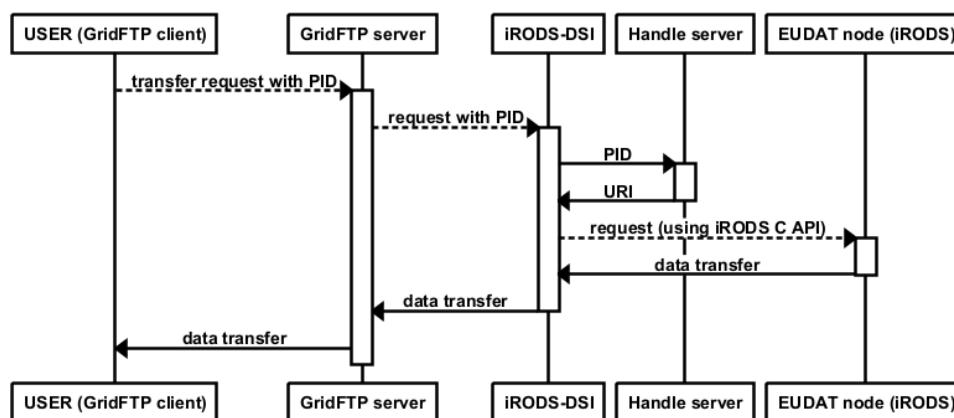 USER (GridFTP client) GridFTP server iRODS-DSI Handle server EUDAT node (iRODS)
transfer request with PID
request with PID
PID
URI
request (using iRODS C API)
data transfer
data transfer
data transfer
USER (GridFTP client) GridFTP server iRODS-DSI Handle server EUDAT node (iRODS)